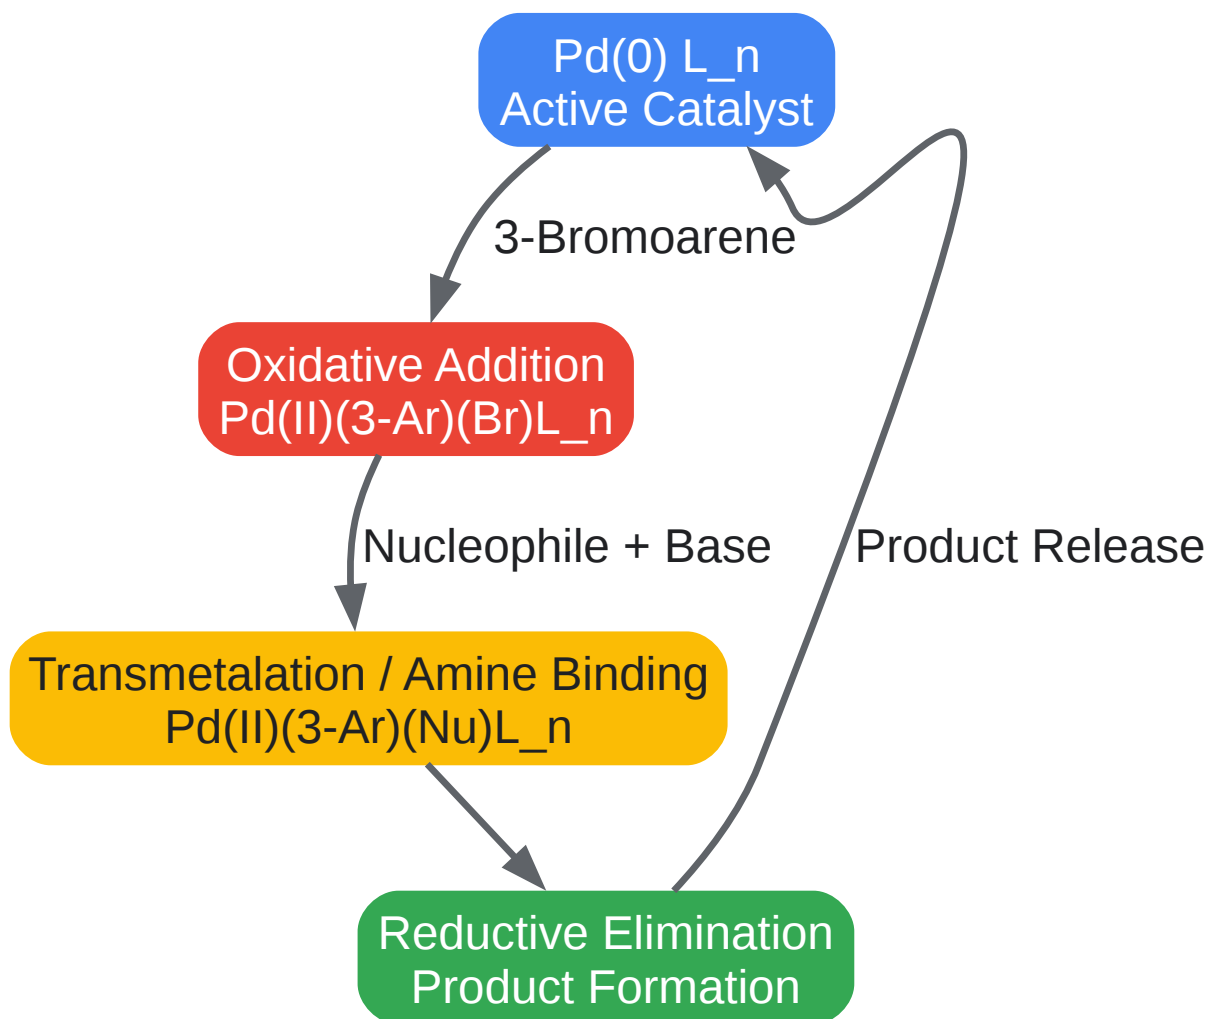 Pd(0) L_n
Active Catalyst
3-Bromoarene
Oxidative Addition
Pd(II)(3-Ar)(Br)L_n
Nucleophile + Base
Product Release
Transmetalation / Amine Binding
Pd(II)(3-Ar)(Nu)L_n
Reductive Elimination
Product Formation